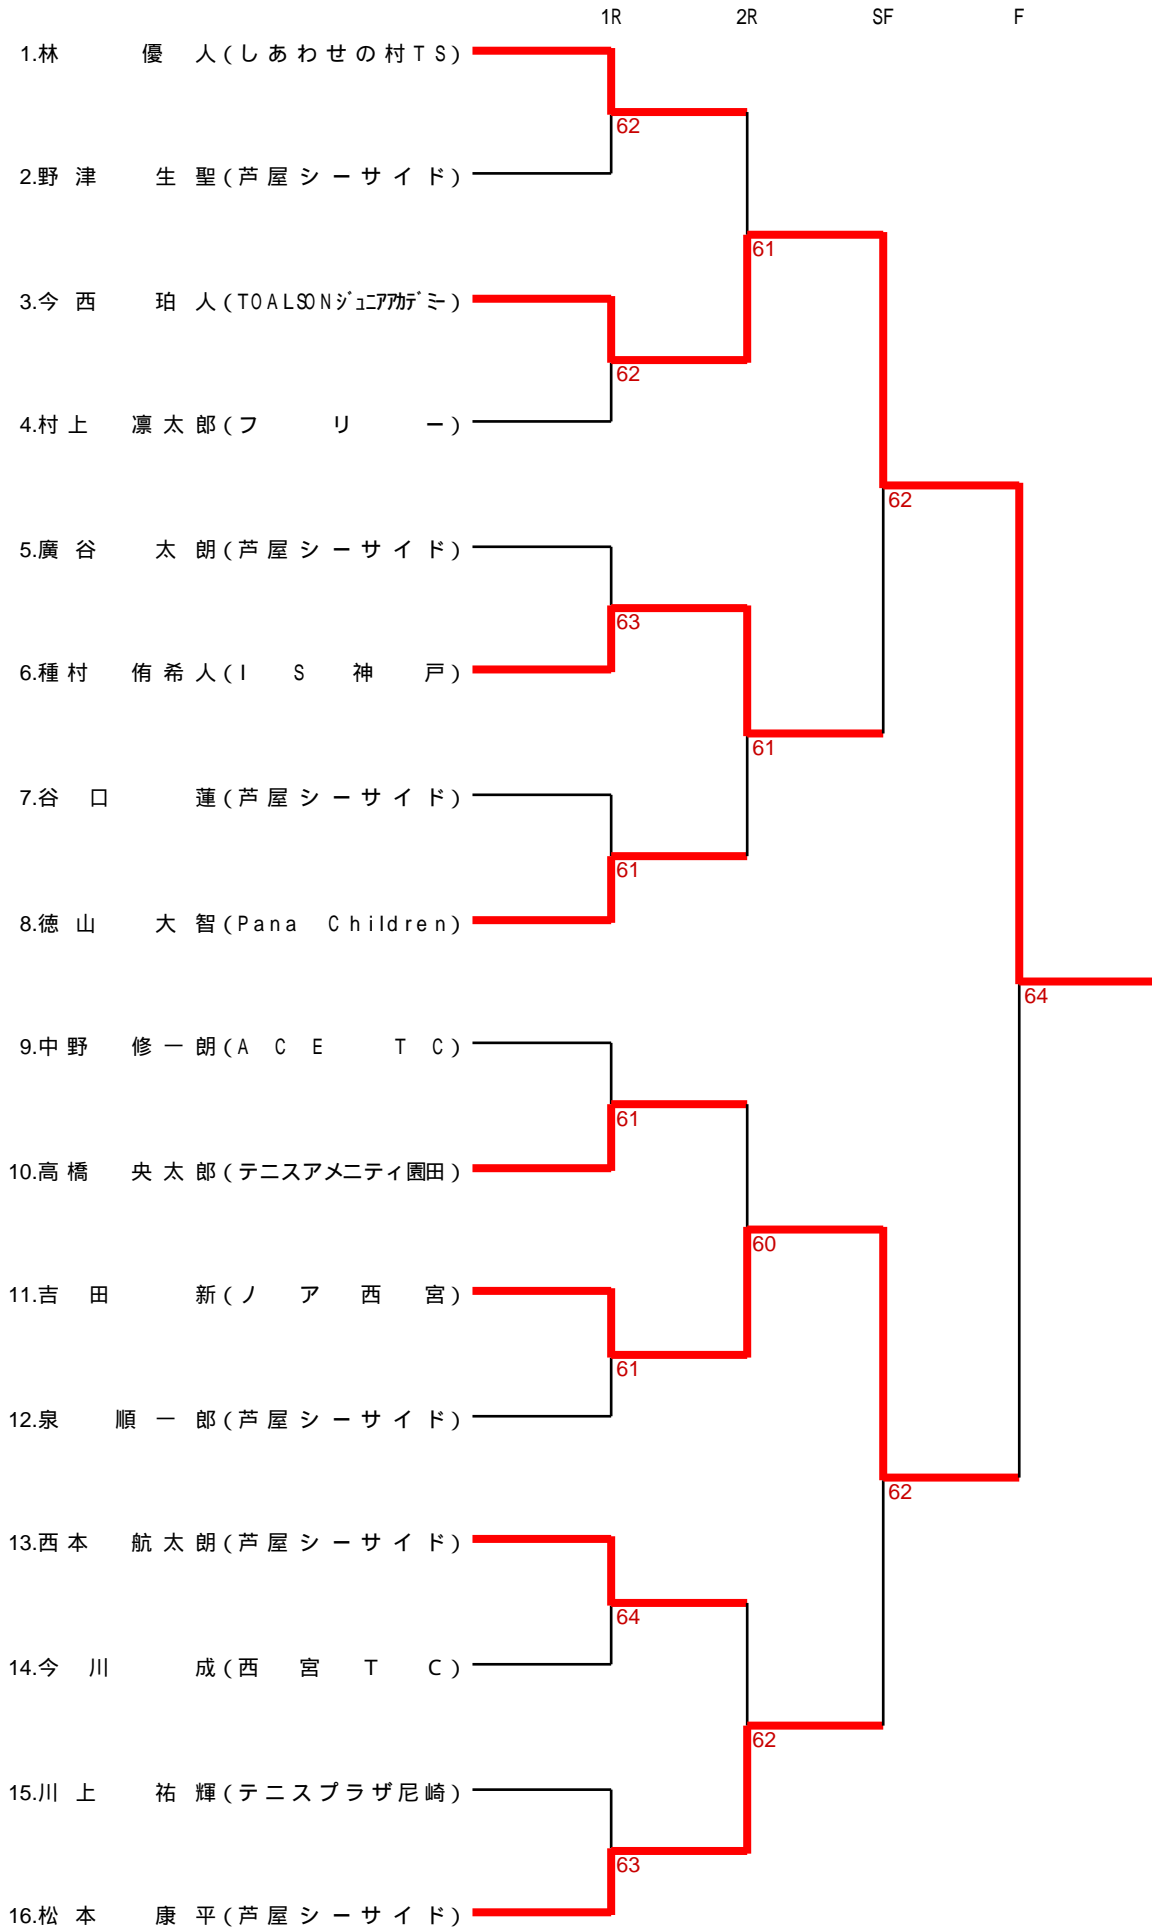 1R 2R SF F
1.林 優 人(しあわせの村TS)
62
2.野 津 生 聖(芦屋シーサイド)
61
3.今 西 珀 人(TOALSONジュニアアカデミー)
62
4.村上 凛太郎(フリー)
62
5.廣 谷 太 朗(芦屋シーサイド)
63
6.種村 侑希人(IS神戸)
61
7.谷 口 蓮(芦屋シーサイド)
61
8.徳 山 大 智(Pana Children)
64
9.中野 修一朗(ACE TC)
61
10.高橋 央太郎(テニスアメニティ園田)
60
11.吉 田 新(ノア西宮)
61
12.泉 順一郎(芦屋シーサイド)
62
13.西本 航太朗(芦屋シーサイド)
64
14.今 川 成(西宮TC)
62
15.川 上 祐 輝(テニスプラザ尼崎)
63
16.松 本 康 平(芦屋シーサイド)